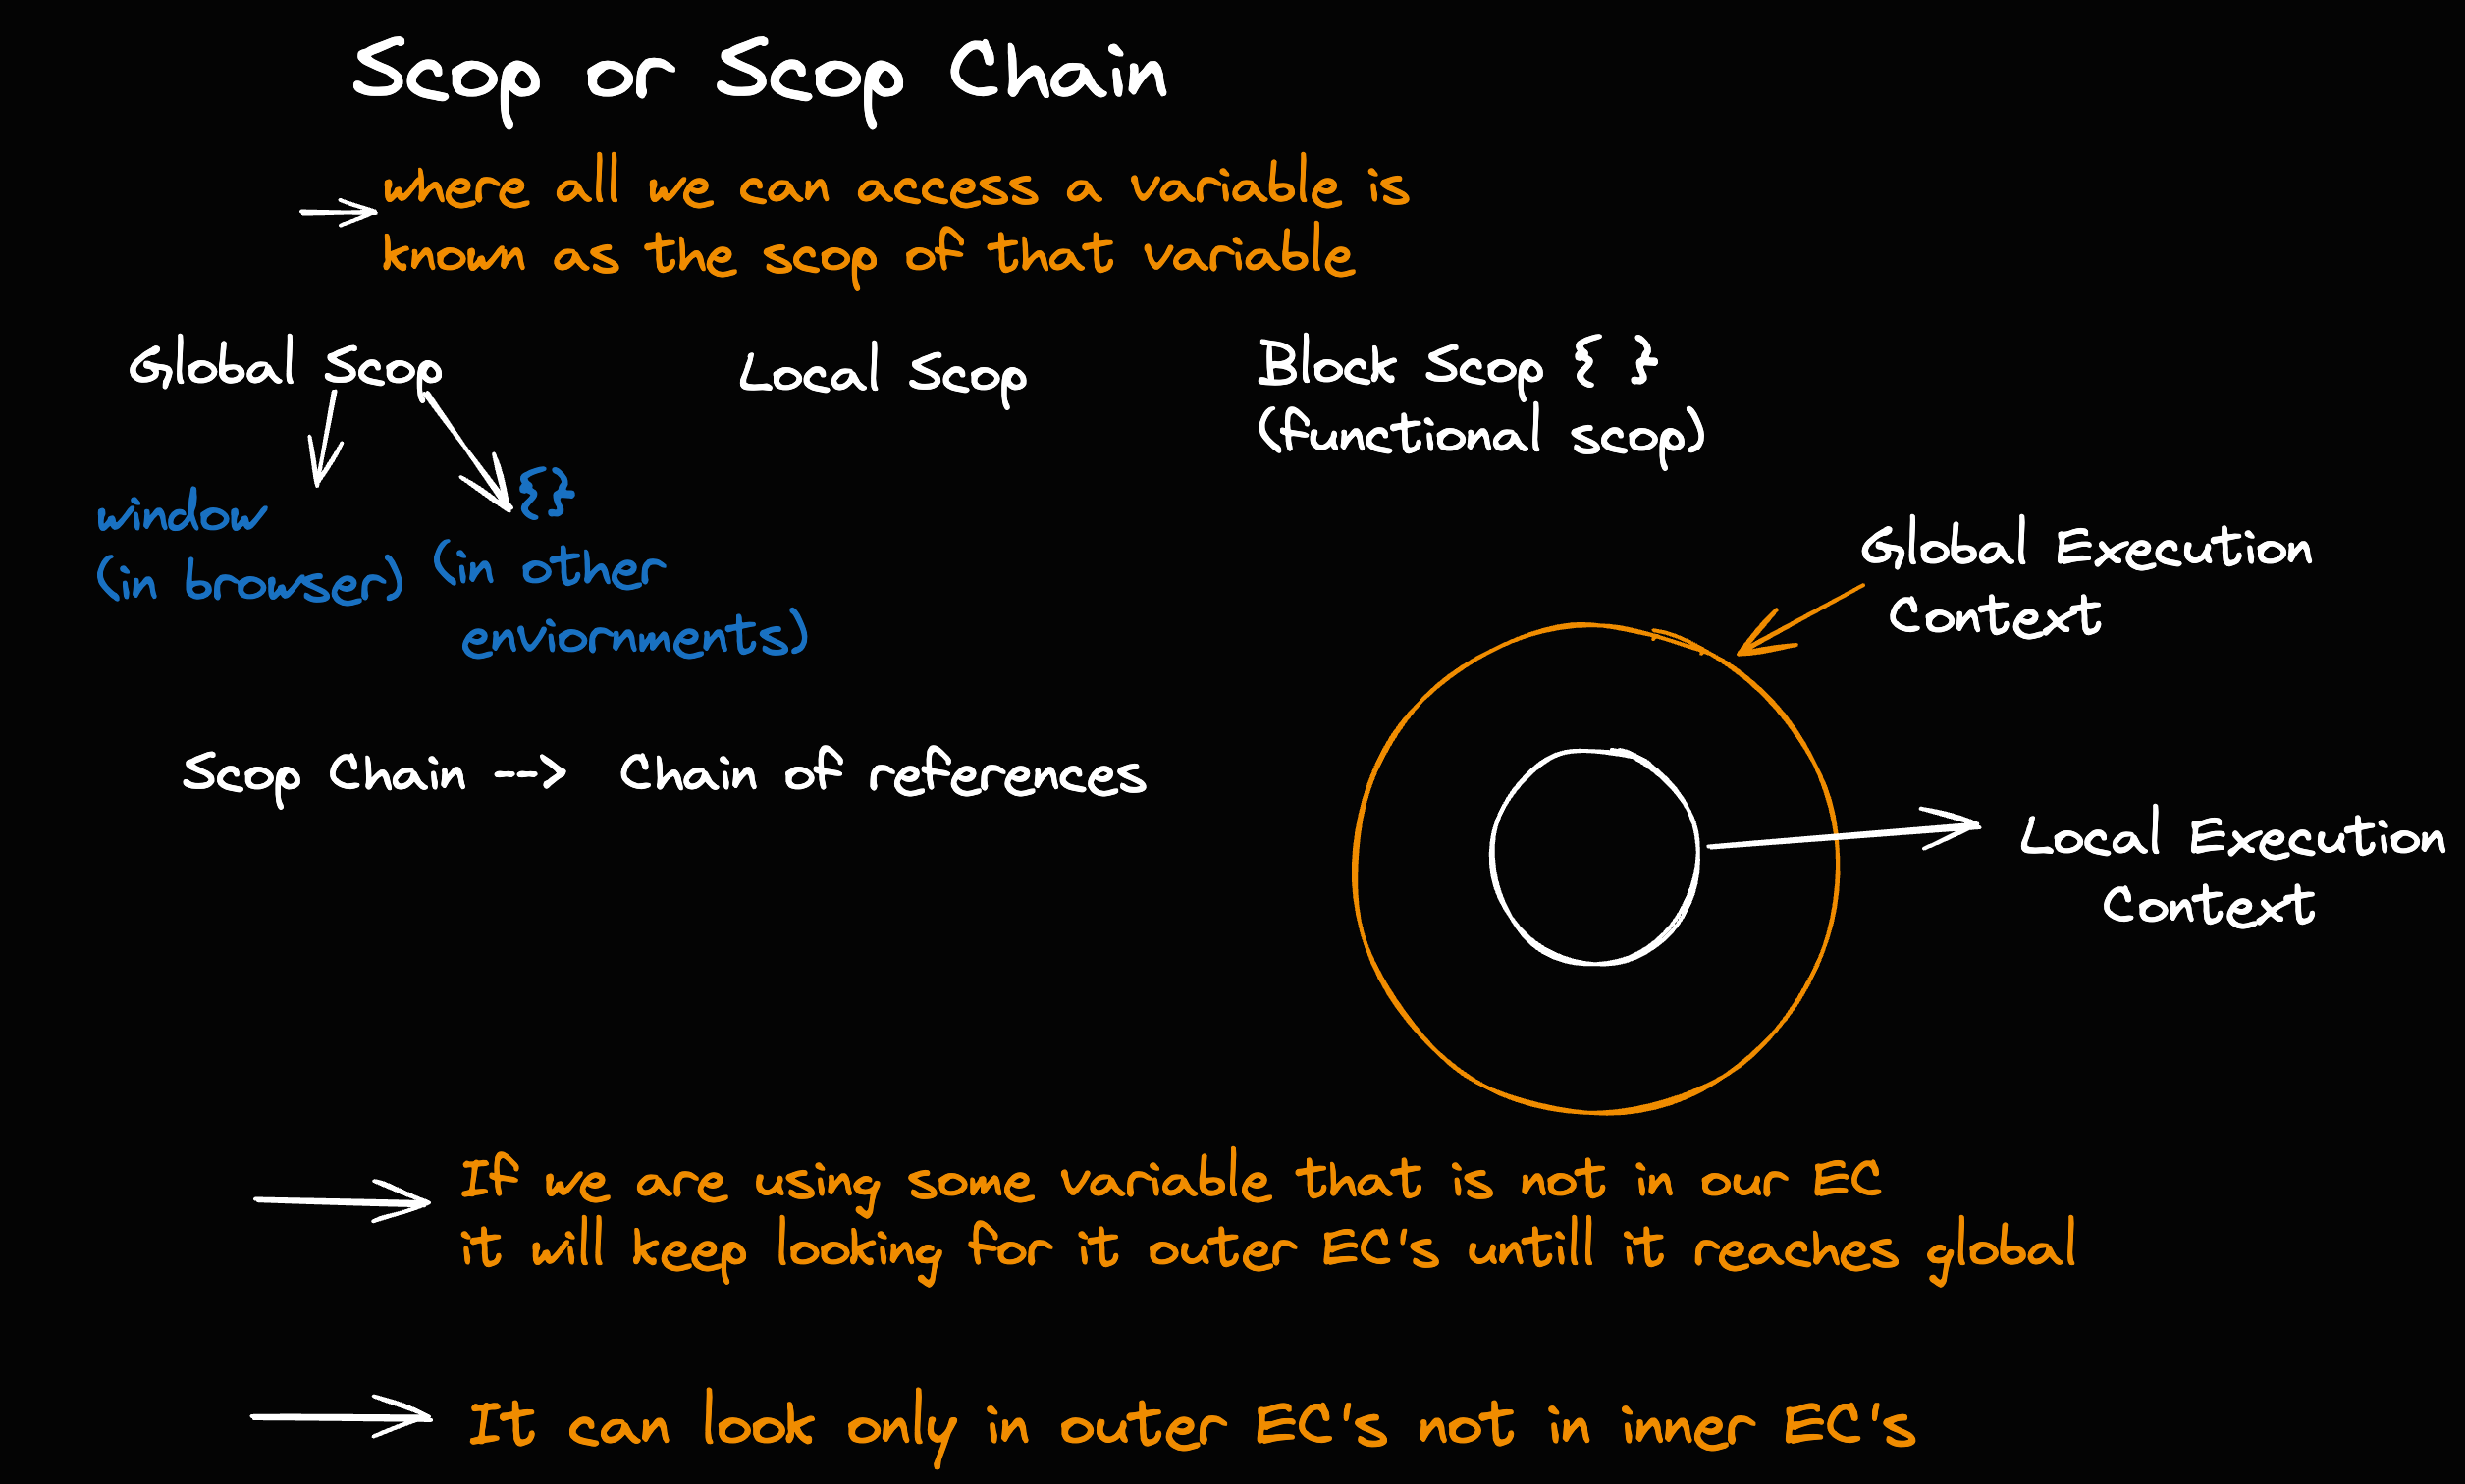 Scop or Scop Chain
where all we can access a variable is
known as the scop of that variable
Global Scop
Local Scop
Block Scop { }
(functional scop)
window
(in browser)
{}
(in other
enviornments)
Global Execution
Context
Scop Chain --> Chain of references
Local Execution
Context
If we are using some variable that is not in our EC
it will keep looking for it outer EC's untill it reaches global
It can look only in outer EC's not in inner EC's